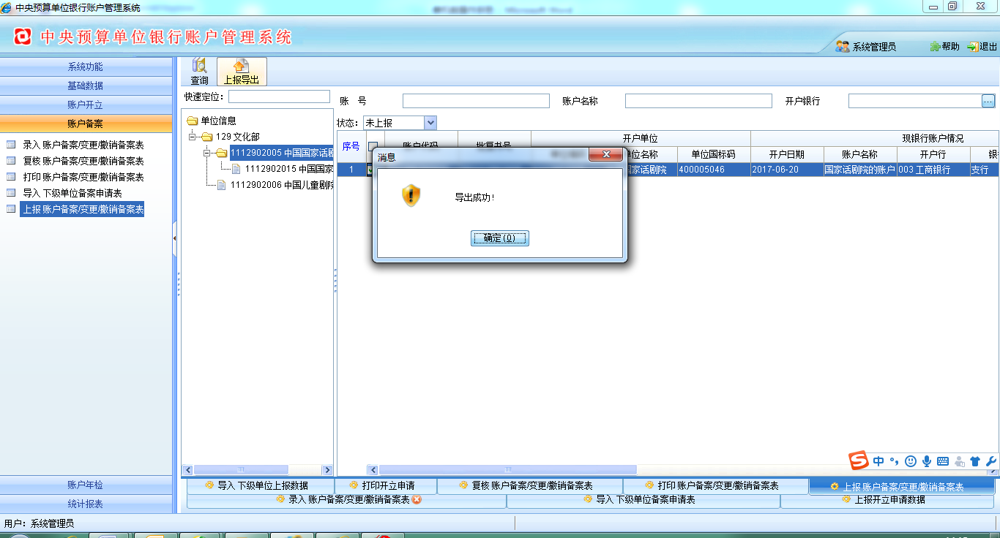 中央预算单位银行账户管理系统
中央预算单位银行账户管理系统
系统管理员 帮助 退出
系统功能
基础数据
账户开立
账户备案
录入 账户备案/变更/撤销备案表
复核 账户备案/变更/撤销备案表
打印 账户备案/变更/撤销备案表
导入 下级单位备案申请表
上报 账户备案/变更/撤销备案表
账户年检
统计报表
查询 上报导出
快速定位：
单位信息
129 文化部
1112902005 中国国家话剧
1112902015 中国国家
1112902006 中国儿童剧院
账 号 账户名称 开户银行 ...
状态： 未上报
序号 账户代码 批复书号 开户单位 现银行账户情况
单位名称 单位国标码 开户日期 账户名称 开户行 银
1 国家话剧院 400005046 2017-06-20 国家话剧院的账户 003 工商银行 支行
消息
导出成功!
确定(O)
中
导入 下级单位上报数据 打印开立申请 复核 账户备案/变更/撤销备案表 打印 账户备案/变更/撤销备案表 上报 账户备案/变更/撤销备案表
录入 账户备案/变更/撤销备案表 导入 下级单位备案申请表 上报开立申请数据
用户： 系统管理员